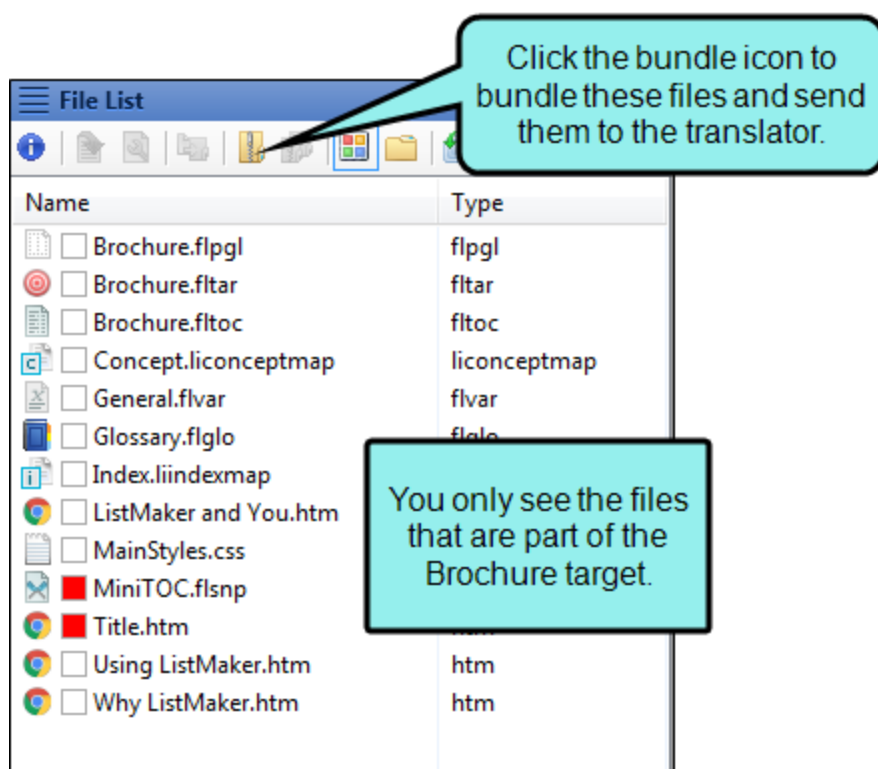 Click the bundle icon to
bundle these files and send
them to the translator.
File List
Name Type
Brochure.flpgl flpgl
Brochure.fltar fltar
Brochure.fltoc fltoc
Concept.liconceptmap liconceptmap
General.flvar flvar
Glossary.flglo flglo
Index.liindexmap
ListMaker and You.htm
MainStyles.css
MiniTOC.flsnp
Title.htm htm
Using ListMaker.htm htm
Why ListMaker.htm htm
You only see the files
that are part of the
Brochure target.